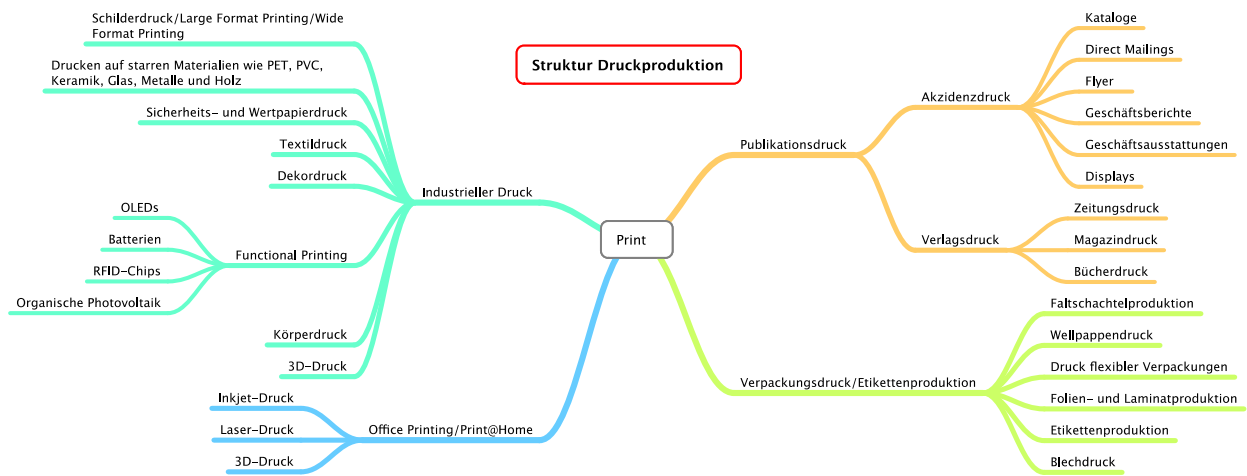 Struktur Druckproduktion
Print
Industrieller Druck
Schilderdruck/Large Format Printing/Wide
Format Printing
Drucken auf starren Materialien wie PET, PVC,
Keramik, Glas, Metalle und Holz
Sicherheits- und Wertpapierdruck
Textildruck
Dekordruck
Functional Printing
OLEDs
Batterien
RFID-Chips
Organische Photovoltaik
Körperdruck
3D-Druck
Office Printing/Print@Home
Inkjet-Druck
Laser-Druck
3D-Druck
Publikationsdruck
Akzidenzdruck
Kataloge
Direct Mailings
Flyer
Geschäftsberichte
Geschäftsausstattungen
Displays
Verlagsdruck
Zeitungsdruck
Magazindruck
Bücherdruck
Verpackungsdruck/Etikettenproduktion
Faltschachtelproduktion
Wellpappendruck
Druck flexibler Verpackungen
Folien- und Laminatproduktion
Etikettenproduktion
Blechdruck